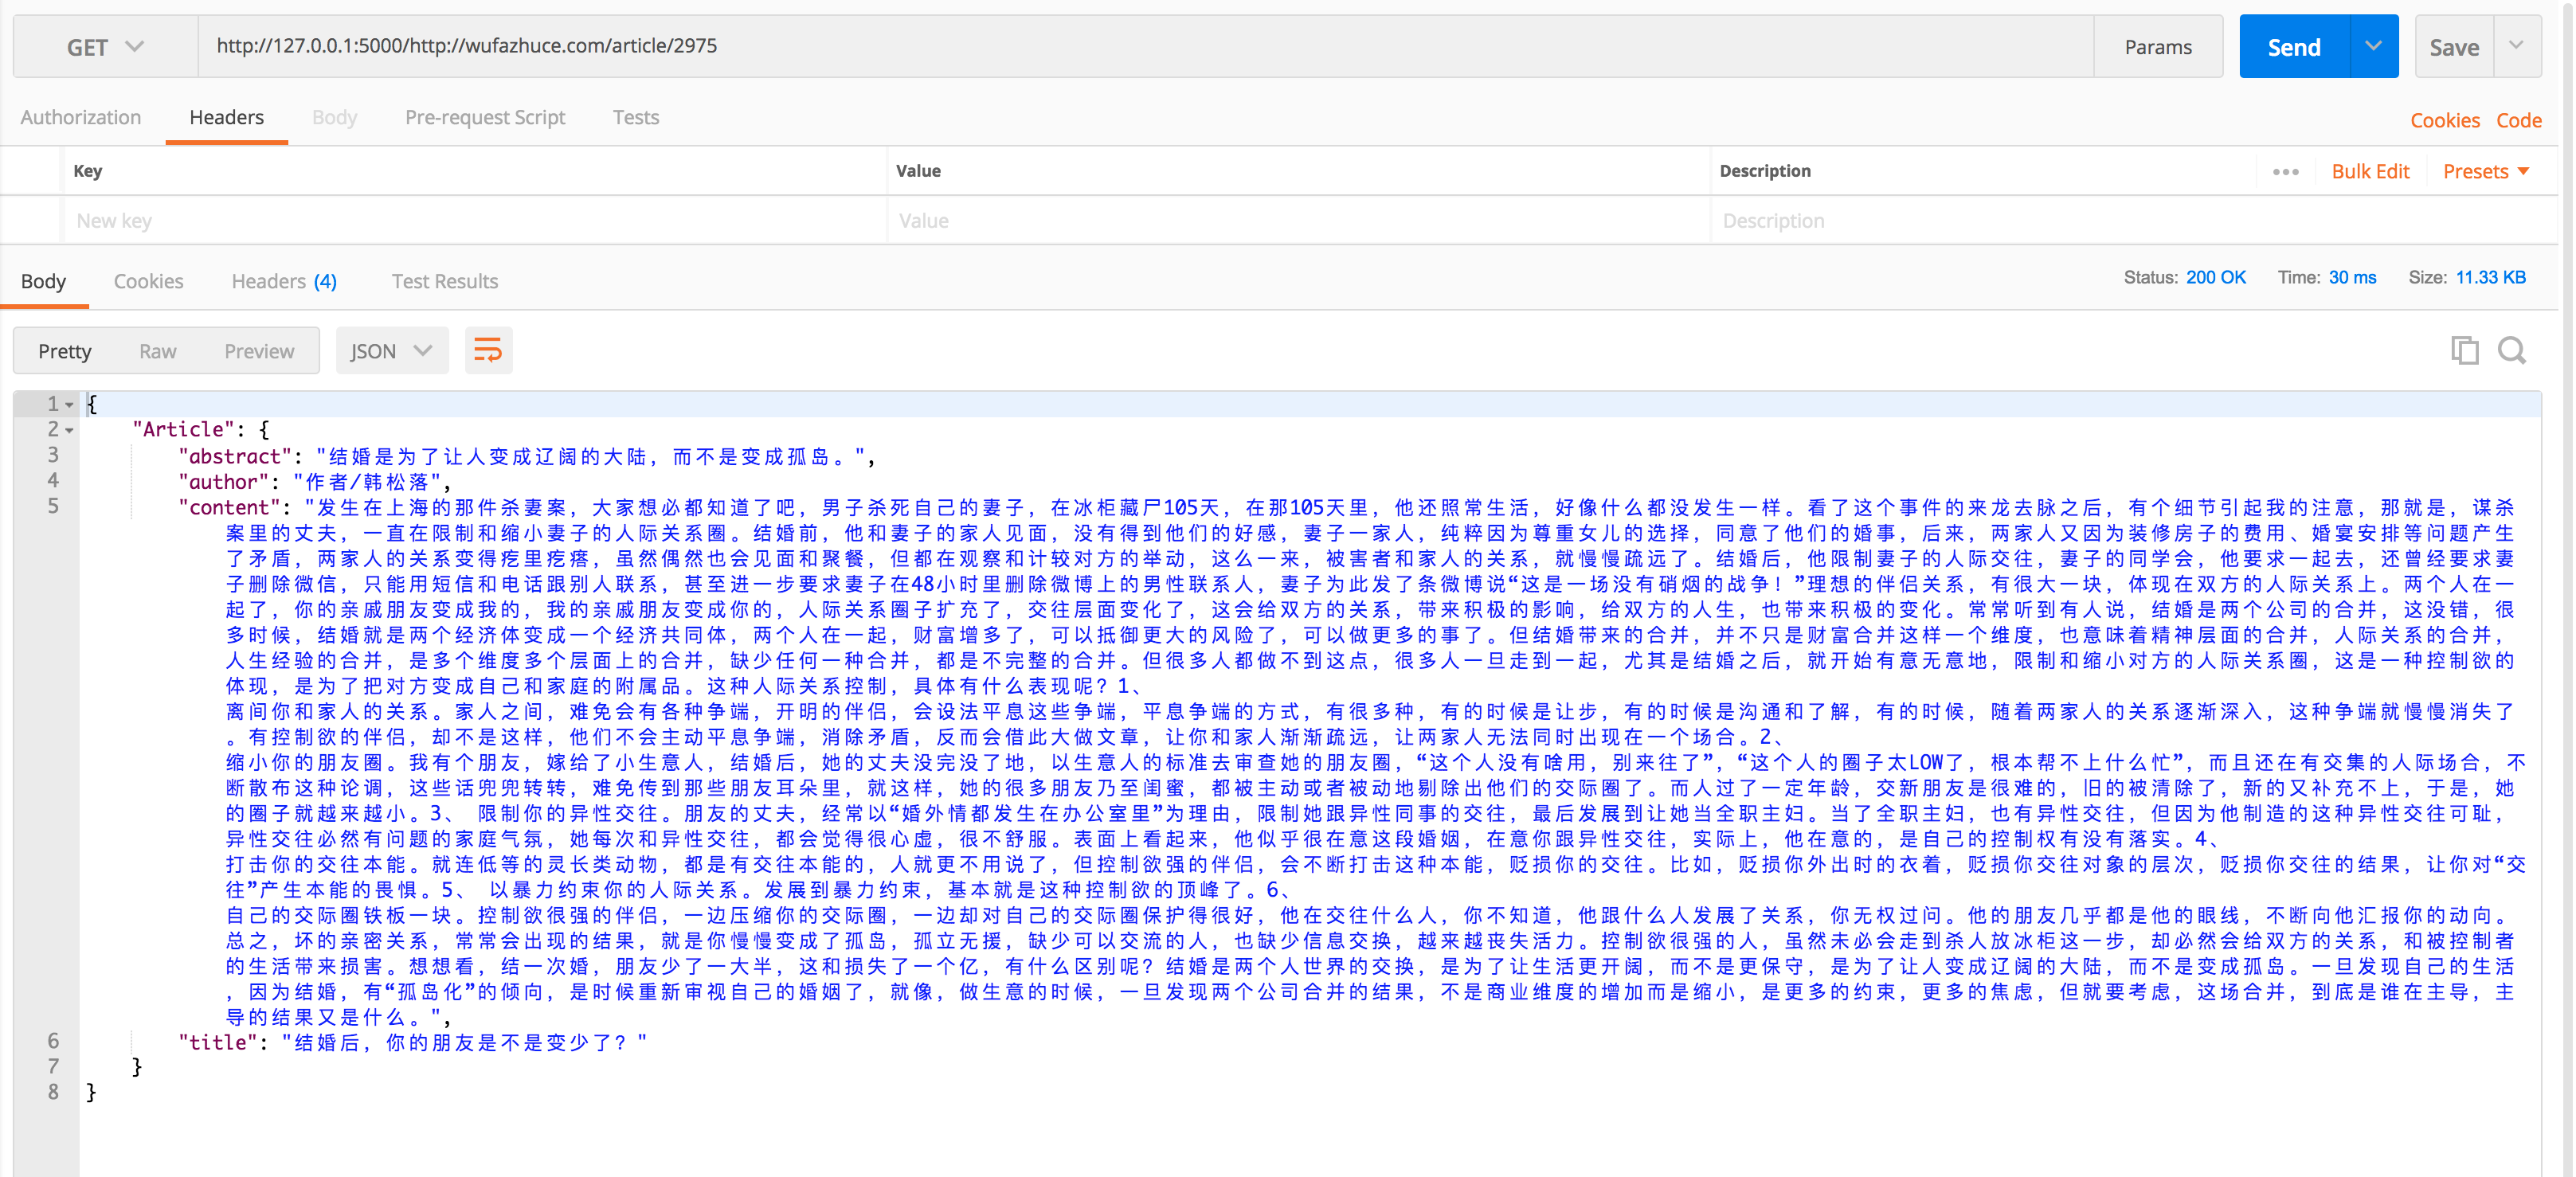 GET http://127.0.0.1:5000/http://wufazhuce.com/article/2975 Params Send Save
Authorization Headers Body Pre-request Script Tests Cookies Code
Key Value Description ••• Bulk Edit Presets
New key Value Description
Body Cookies Headers (4) Test Results Status: 200 OK Time: 30 ms Size: 11.33 KB
Pretty Raw Preview JSON
1 {
2 "Article": {
3 "abstract": "结婚是为了让人变成辽阔的大陆，而不是变成孤岛。",
4 "author": "作者/韩松落",
5 "content": "发生在上海的那件杀妻案，大家想必都知道了吧，男子杀死自己的妻子，在冰柜藏尸105天，在那105天里，他还照常生活，好像什么都没发生一样。看了这个事件的来龙去脉之后，有个细节引起我的注意，那就是，谋杀
案里的丈夫，一直在限制和缩小妻子的人际关系圈。结婚前，他和妻子的家人见面，没有得到他们的好感，妻子一家人，纯粹因为尊重女儿的选择，同意了他们的婚事，后来，两家人又因为装修房子的费用、婚宴安排等问题产生
了矛盾，两家人的关系变得疙里疙瘩，虽然偶然也会见面和聚餐，但都在观察和计较对方的举动，这么一来，被害者和家人的关系，就慢慢疏远了。结婚后，他限制妻子的人际交往，妻子的同学会，他要求一起去，还曾经要求妻
子删除微信，只能用短信和电话跟别人联系，甚至进一步要求妻子在48小时里删除微博上的男性联系人，妻子为此发了条微博说“这是一场没有硝烟的战争！”理想的伴侣关系，有很大一块，体现在双方的人际关系上。两个人在一
起了，你的亲戚朋友变成我的，我的亲戚朋友变成你的，人际关系圈子扩充了，交往层面变化了，这会给双方的关系，带来积极的影响，给双方的人生，也带来积极的变化。常常听到有人说，结婚是两个公司的合并，这没错，很
多时候，结婚就是两个经济体变成一个经济共同体，两个人在一起，财富增多了，可以抵御更大的风险了，可以做更多的事了。但结婚带来的合并，并不只是财富合并这样一个维度，也意味着精神层面的合并，人际关系的合并，
人生经验的合并，是多个维度多个层面上的合并，缺少任何一种合并，都是不完整的合并。但很多人都做不到这点，很多人一旦走到一起，尤其是结婚之后，就开始有意无意地，限制和缩小对方的人际关系圈，这是一种控制欲的
体现，是为了把对方变成自己和家庭的附属品。这种人际关系控制，具体有什么表现呢？1、
离间你和家人的关系。家人之间，难免会有各种争端，开明的伴侣，会设法平息这些争端，平息争端的方式，有很多种，有的时候是让步，有的时候是沟通和了解，有的时候，随着两家人的关系逐渐深入，这种争端就慢慢消失了
。有控制欲的伴侣，却不是这样，他们不会主动平息争端，消除矛盾，反而会借此大做文章，让你和家人渐渐疏远，让两家人无法同时出现在一个场合。2、
缩小你的朋友圈。我有个朋友，嫁给了小生意人，结婚后，她的丈夫没完没了地，以生意人的标准去审查她的朋友圈，“这个人没有啥用，别来往了”，“这个人的圈子太LOW了，根本帮不上什么忙”，而且还在有交集的人际场合，不
断散布这种论调，这些话兜兜转转，难免传到那些朋友耳朵里，就这样，她的很多朋友乃至闺蜜，都被主动或者被动地剔除出他们的交际圈了。而人过了一定年龄，交新朋友是很难的，旧的被清除了，新的又补充不上，于是，她
的圈子就越来越小。3、 限制你的异性交往。朋友的丈夫，经常以“婚外情都发生在办公室里”为理由，限制她跟异性同事的交往，最后发展到让她当全职主妇。当了全职主妇，也有异性交往，但因为他制造的这种异性交往可耻，
异性交往必然有问题的家庭气氛，她每次和异性交往，都会觉得很心虚，很不舒服。表面上看起来，他似乎很在意这段婚姻，在意你跟异性交往，实际上，他在意的，是自己的控制权有没有落实。4、
打击你的交往本能。就连低等的灵长类动物，都是有交往本能的，人就更不用说了，但控制欲强的伴侣，会不断打击这种本能，贬损你的交往。比如，贬损你外出时的衣着，贬损你交往对象的层次，贬损你交往的结果，让你对“交
往”产生本能的畏惧。5、 以暴力约束你的人际关系。发展到暴力约束，基本就是这种控制欲的顶峰了。6、
自己的交际圈铁板一块。控制欲很强的伴侣，一边压缩你的交际圈，一边却对自己的交际圈保护得很好，他在交往什么人，你不知道，他跟什么人发展了关系，你无权过问。他的朋友几乎都是他的眼线，不断向他汇报你的动向。
总之，坏的亲密关系，常常会出现的结果，就是你慢慢变成了孤岛，孤立无援，缺少可以交流的人，也缺少信息交换，越来越丧失活力。控制欲很强的人，虽然未必会走到杀人放冰柜这一步，却必然会给双方的关系，和被控制者
的生活带来损害。想想看，结一次婚，朋友少了一大半，这和损失了一个亿，有什么区别呢？结婚是两个人世界的交换，是为了让生活更开阔，而不是更保守，是为了让人变成辽阔的大陆，而不是变成孤岛。一旦发现自己的生活
，因为结婚，有“孤岛化”的倾向，是时候重新审视自己的婚姻了，就像，做生意的时候，一旦发现两个公司合并的结果，不是商业维度的增加而是缩小，是更多的约束，更多的焦虑，但就要考虑，这场合并，到底是谁在主导，主
导的结果又是什么。",
6 "title": "结婚后，你的朋友是不是变少了？"
7 }
8 }